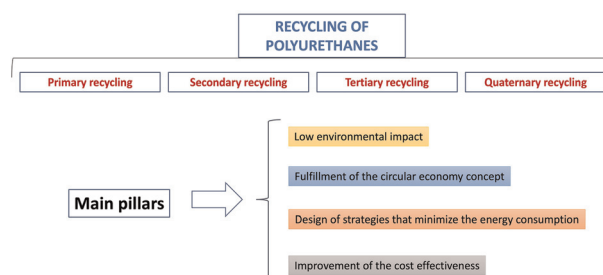 RECYCLING OF
POLYURETHANES
Primary recycling
Secondary recycling
Tertiary recycling
Quaternary recycling
Low environmental impact
Fulfillment of the circular economy concept
Main pillars
Design of strategies that minimize the energy consumption
Improvement of the cost effectiveness